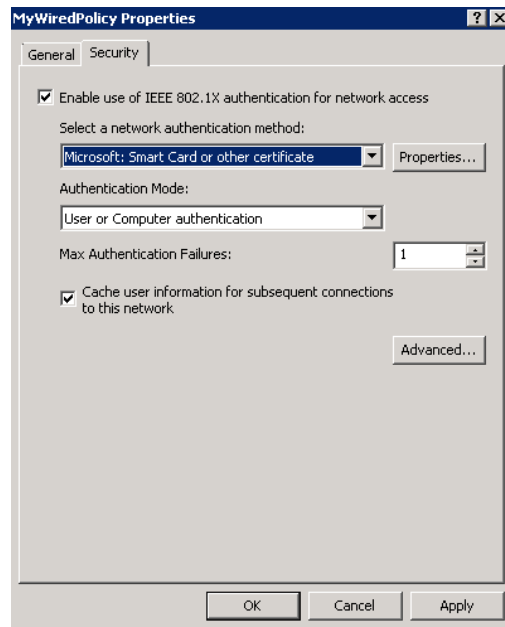 MyWiredPolicy Properties
General Security
Enable use of IEEE 802.1X authentication for network access
Select a network authentication method:
Microsoft: Smart Card or other certificate Properties...
Authentication Mode:
User or Computer authentication
Max Authentication Failures: 1
Cache user information for subsequent connections
to this network
Advanced...
OK Cancel Apply